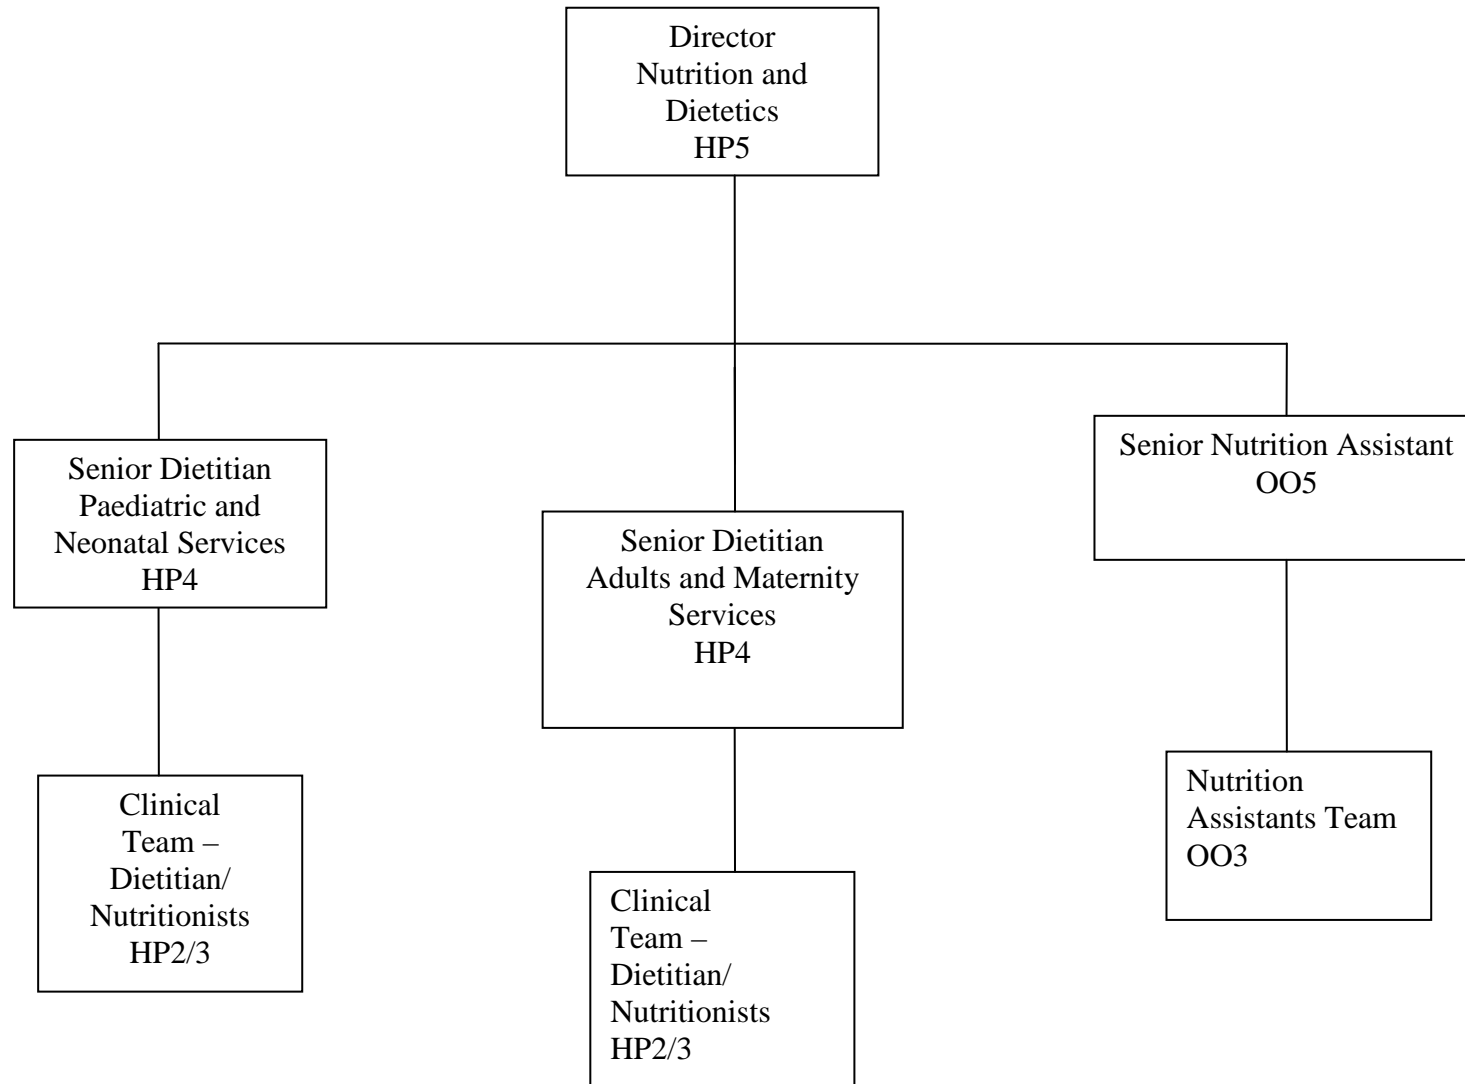 Director
Nutrition and
Dietetics
HP5
Senior Dietitian
Paediatric and
Neonatal Services
HP4
Senior Dietitian
Adults and Maternity
Services
HP4
Senior Nutrition Assistant
OO5
Clinical
Team –
Dietitian/
Nutritionists
HP2/3
Clinical
Team –
Dietitian/
Nutritionists
HP2/3
Nutrition
Assistants Team
OO3